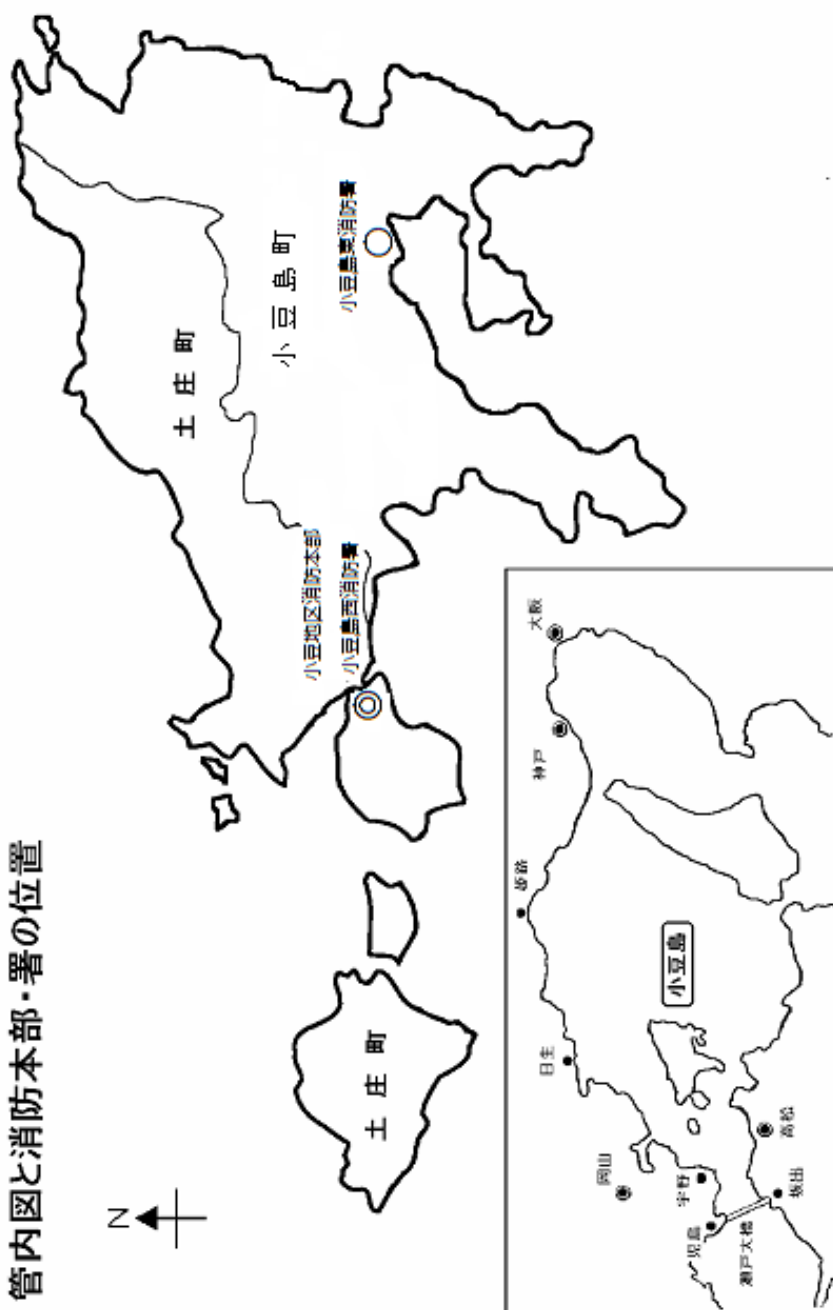 管内図と消防本部・署の位置
N
土庄町
小豆島町
小豆島東消防署
小豆地区消防本部
小豆島西消防署
土庄町
大阪
神戸
姫路
日生
小豆島
岡山
宇野
児島
高松
坂出
瀬戸大橋